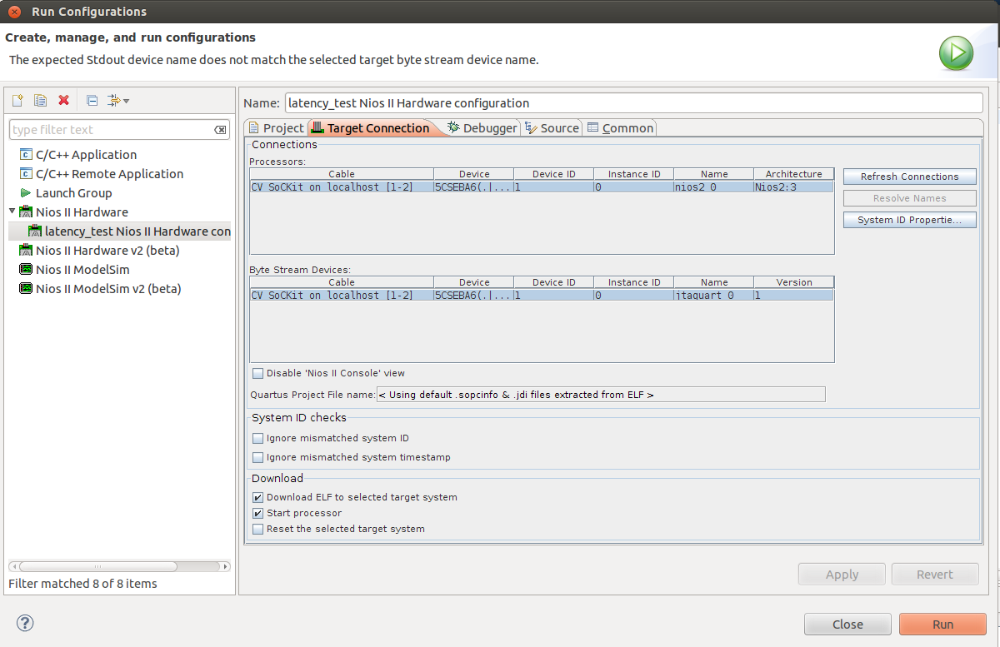 Run Configurations
Create, manage, and run configurations
The expected Stdout device name does not match the selected target byte stream device name.
type filter text
C/C++ Application
C/C++ Remote Application
Launch Group
Nios II Hardware
latency_test Nios II Hardware con
Nios II Hardware v2 (beta)
Nios II ModelSim
Nios II ModelSim v2 (beta)
Filter matched 8 of 8 items
Name: latency_test Nios II Hardware configuration
Project Target Connection Debugger Source Common
Connections
Processors:
Cable Device Device ID Instance ID Name Architecture
CV SoCKit on localhost [1-2] 5CSEBA6(.|... 1 0 nios2_0 Nios2:3
Refresh Connections
Resolve Names
System ID Propertie...
Byte Stream Devices:
Cable Device Device ID Instance ID Name Version
CV SoCKit on localhost [1-2] 5CSEBA6(.|... 1 0 jtaguart_0 1
Disable 'Nios II Console' view
Quartus Project File name: < Using default .sopcinfo & .jdi files extracted from ELF >
System ID checks
Ignore mismatched system ID
Ignore mismatched system timestamp
Download
Download ELF to selected target system
Start processor
Reset the selected target system
Apply Revert
? Close Run